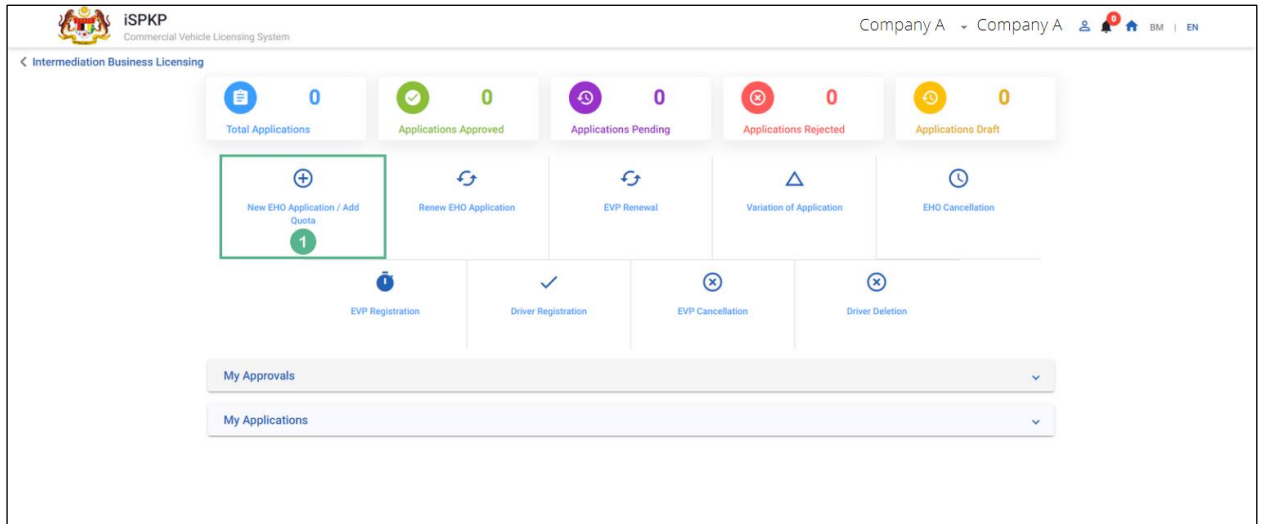 iSPKP
Commercial Vehicle Licensing System
Company A Company A 0 BM | EN
Intermediation Business Licensing
0 0 0 0 0
Total Applications Applications Approved Applications Pending Applications Rejected Applications Draft
New EHO Application / Add Quota
Renew EHO Application
EVP Renewal
Variation of Application
EHO Cancellation
1
EVP Registration Driver Registration EVP Cancellation Driver Deletion
My Approvals
My Applications